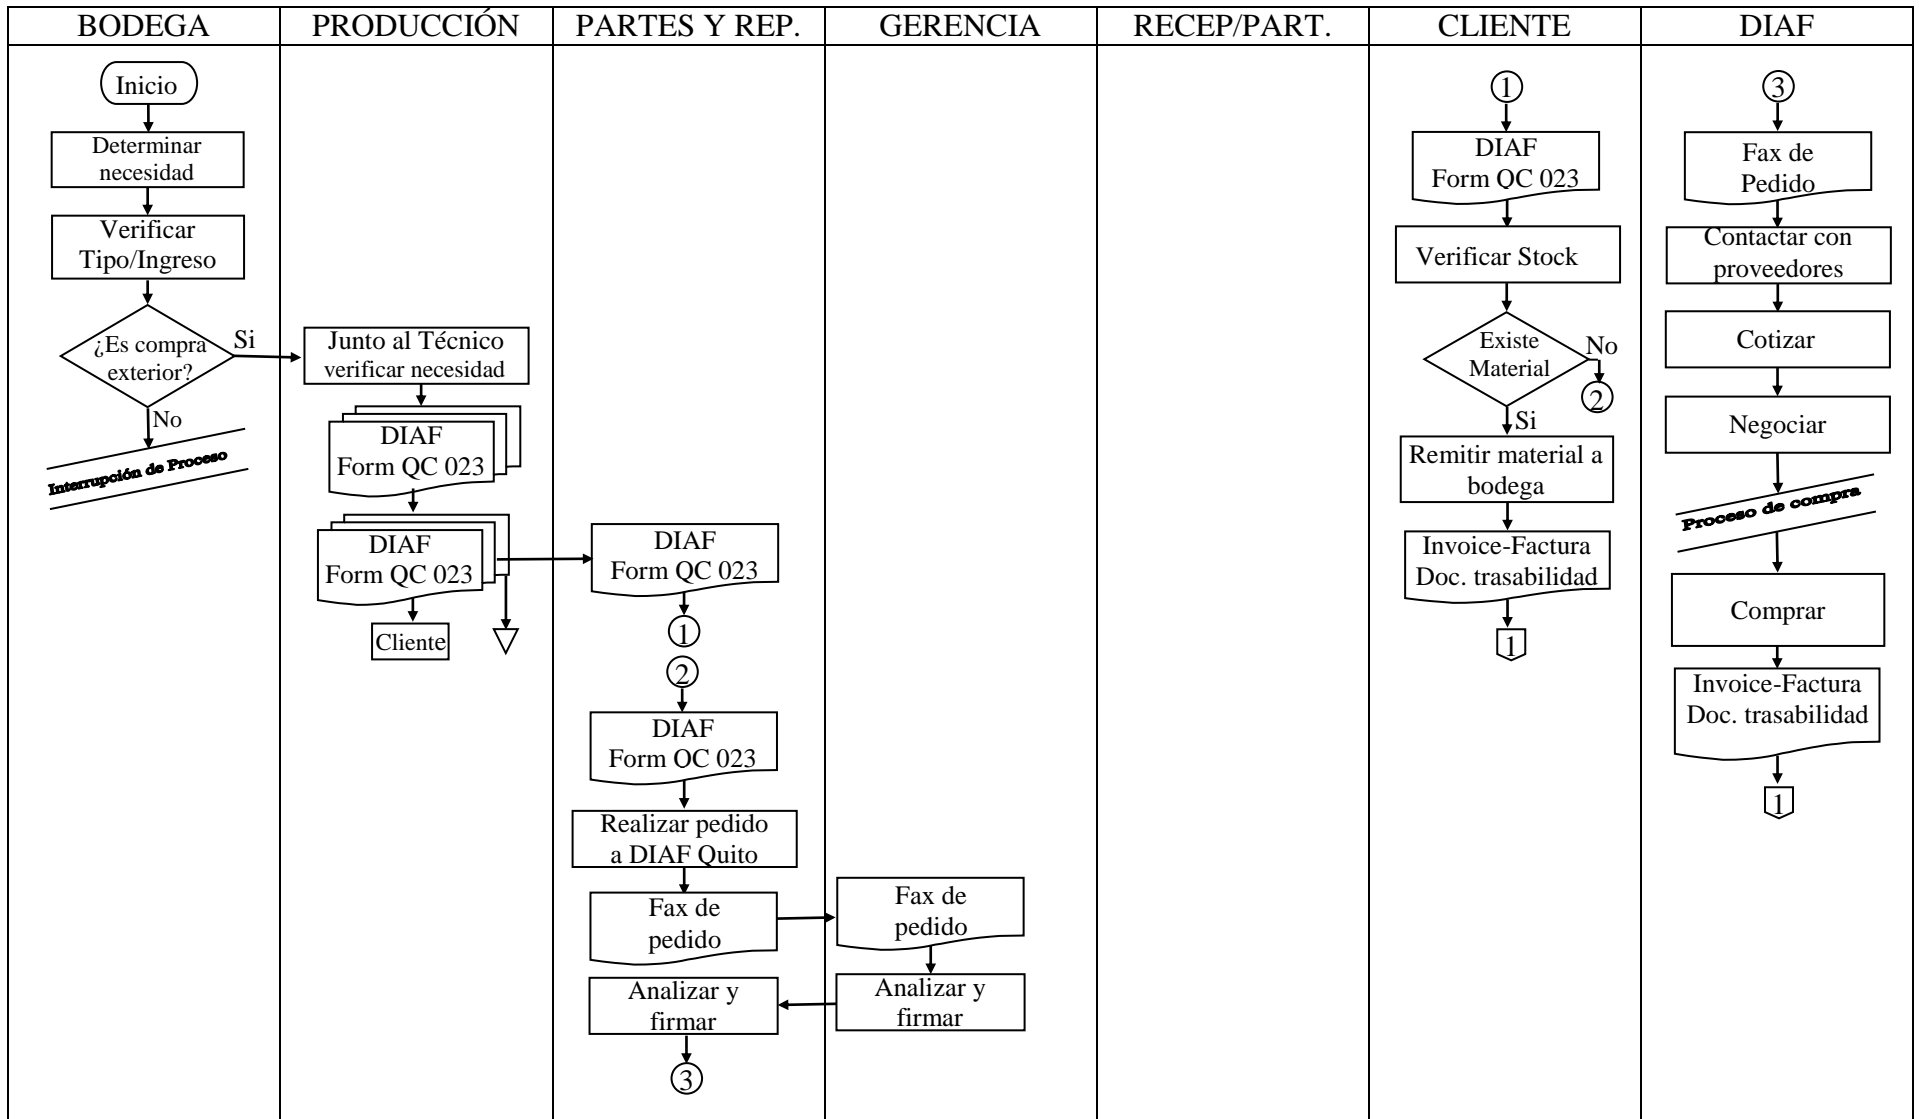 BODEGA
PRODUCCIÓN
PARTES Y REP.
GERENCIA
RECEP/PART.
CLIENTE
DIAF
Inicio
Determinar
necesidad
Verificar
Tipo/Ingreso
¿Es compra
exterior?
Si
No
Interrupción de Proceso
Junto al Técnico
verificar necesidad
DIAF
Form QC 023
DIAF
Form QC 023
Cliente
DIAF
Form QC 023
1
2
DIAF
Form QC 023
Realizar pedido
a DIAF Quito
Fax de
pedido
Analizar y
firmar
3
Fax de
pedido
Analizar y
firmar
1
DIAF
Form QC 023
Verificar Stock
Existe
Material
No
2
Si
Remitir material a
bodega
Invoice-Factura
Doc. trasabilidad
1
3
Fax de
Pedido
Contactar con
proveedores
Cotizar
Negociar
Proceso de compra
Comprar
Invoice-Factura
Doc. trasabilidad
1